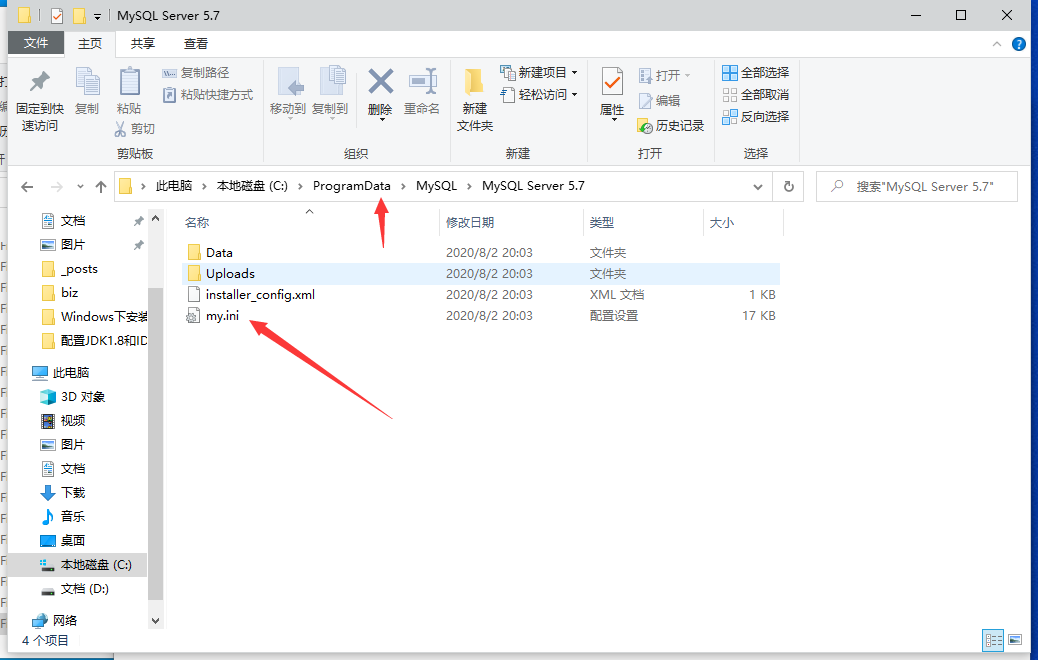 MySQL Server 5.7
文件 主页 共享 查看
固定到快速访问
复制
粘贴
复制路径
粘贴快捷方式
剪切
剪贴板
移动到
复制到
删除
重命名
组织
新建
文件夹
新建项目
轻松访问
新建
属性
打开
编辑
历史记录
打开
全部选择
全部取消
反向选择
选择
此电脑 本地磁盘 (C:) ProgramData MySQL MySQL Server 5.7
搜索"MySQL Server 5.7"
文档
图片
_posts
biz
Windows下安装
配置JDK1.8和ID
此电脑
3D 对象
视频
图片
文档
下载
音乐
桌面
本地磁盘 (C:)
文档 (D:)
网络
名称 修改日期 类型 大小
Data 2020/8/2 20:03 文件夹
Uploads 2020/8/2 20:03 文件夹
installer_config.xml 2020/8/2 20:03 XML 文档 1 KB
my.ini 2020/8/2 20:03 配置设置 17 KB
4 个项目